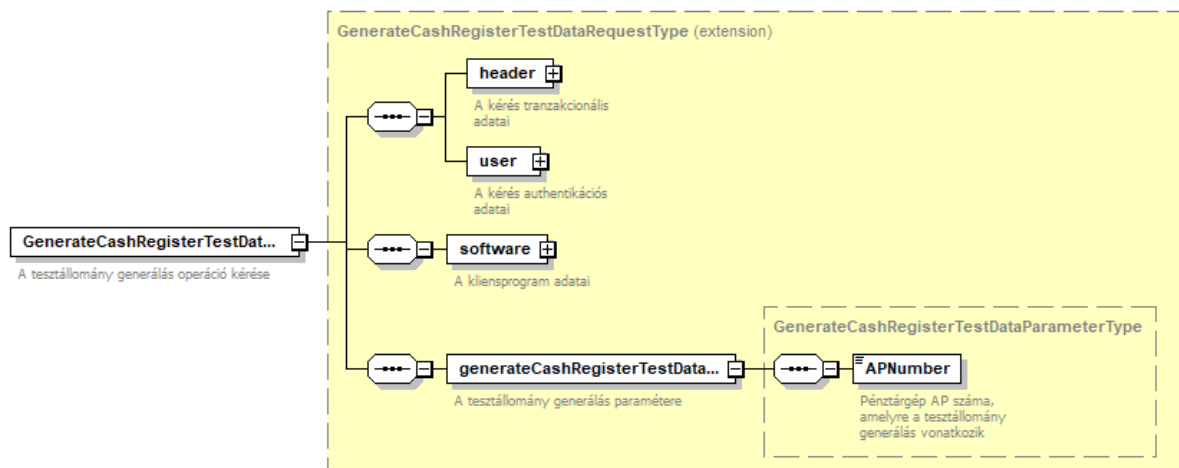 GenerateCashRegisterTestDataRequestType (extension)
header
A kérés tranzakcionális
adatai
user
A kérés authentikációs
adatai
GenerateCashRegisterTestDat...
A tesztállomány generálás operáció kérése
software
A kliensprogram adatai
GenerateCashRegisterTestDataParameterType
generateCashRegisterTestData...
A tesztállomány generálás paramétere
APNumber
Pénztárgép AP száma,
amelyre a tesztállomány
generálás vonatkozik